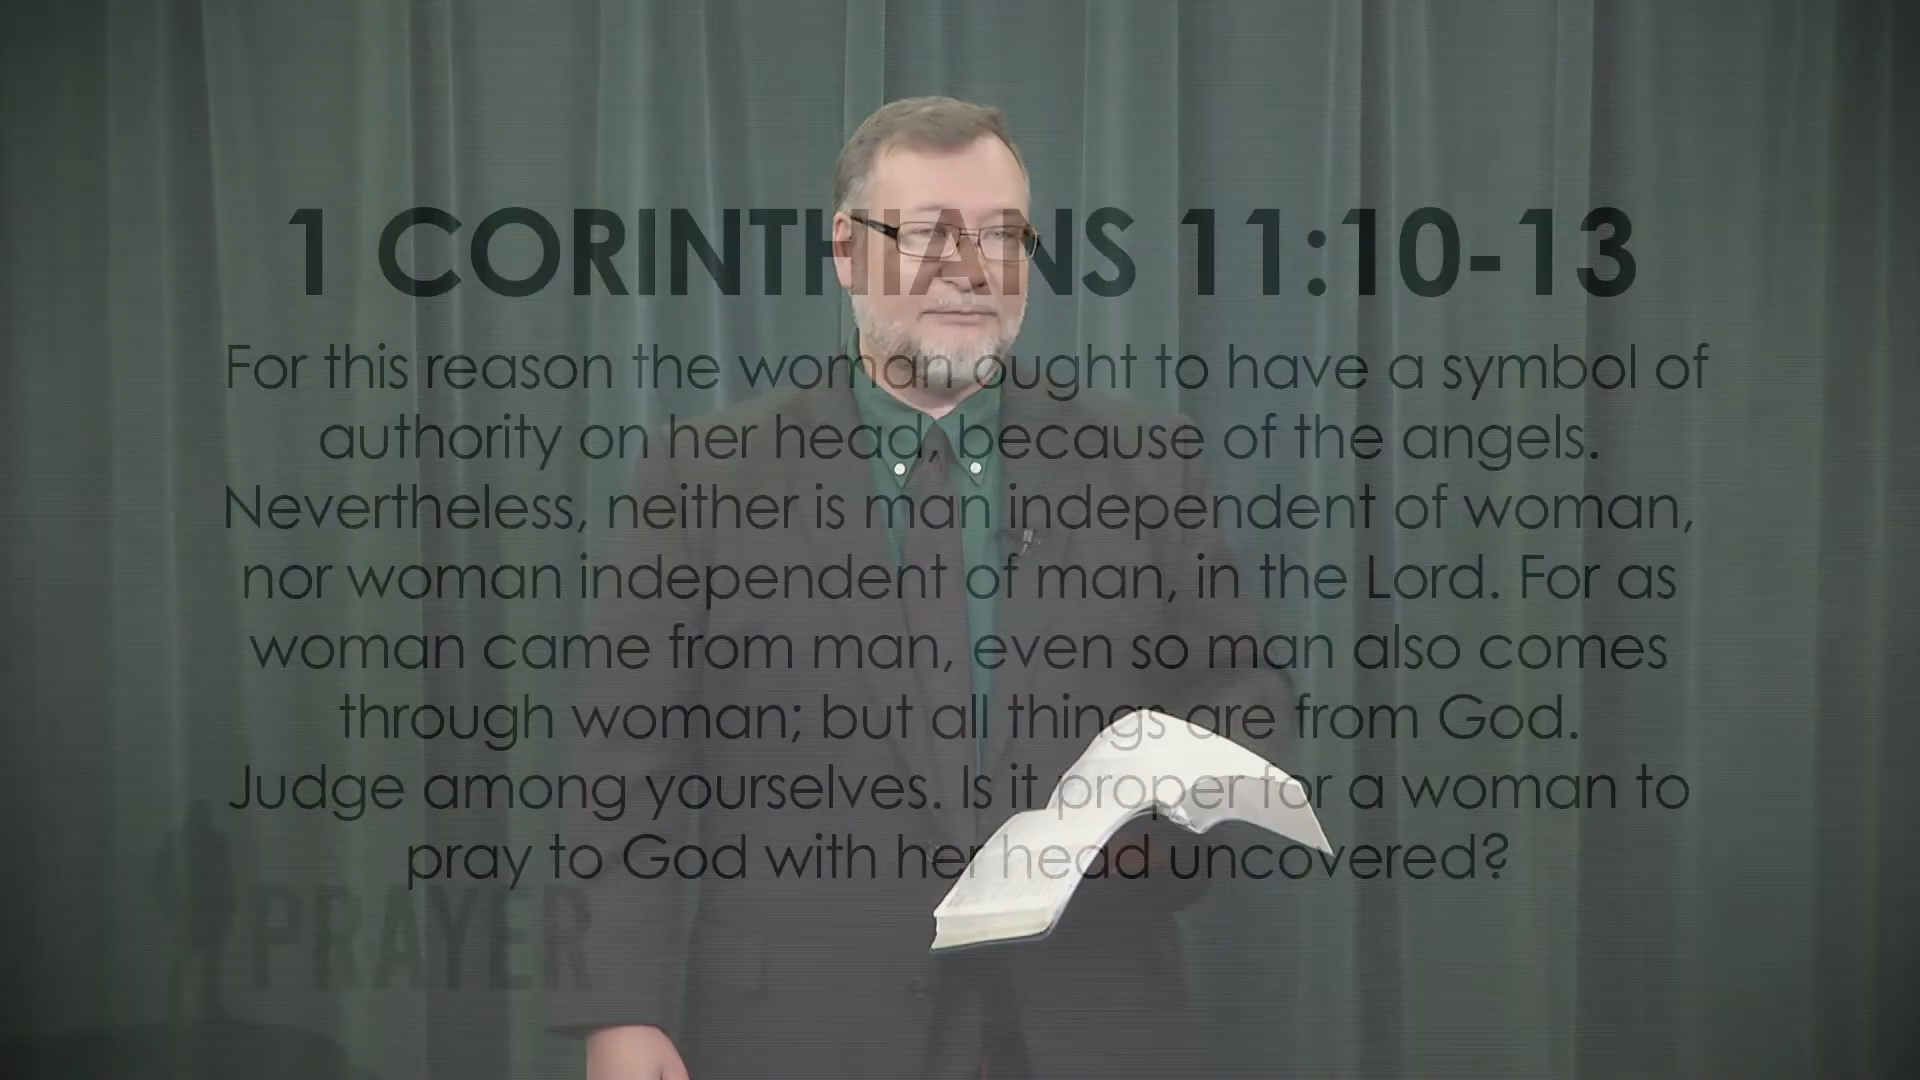 1 CORINTHIANS 11:10-13
For this reason the woman ought to have a symbol of
authority on her head, because of the angels.
Nevertheless, neither is man independent of woman,
nor woman independent of man, in the Lord. For as
woman came from man, even so man also comes
through woman; but all things are from God.
Judge among yourselves. Is it proper for a woman to
pray to God with her head uncovered?
PRAYER